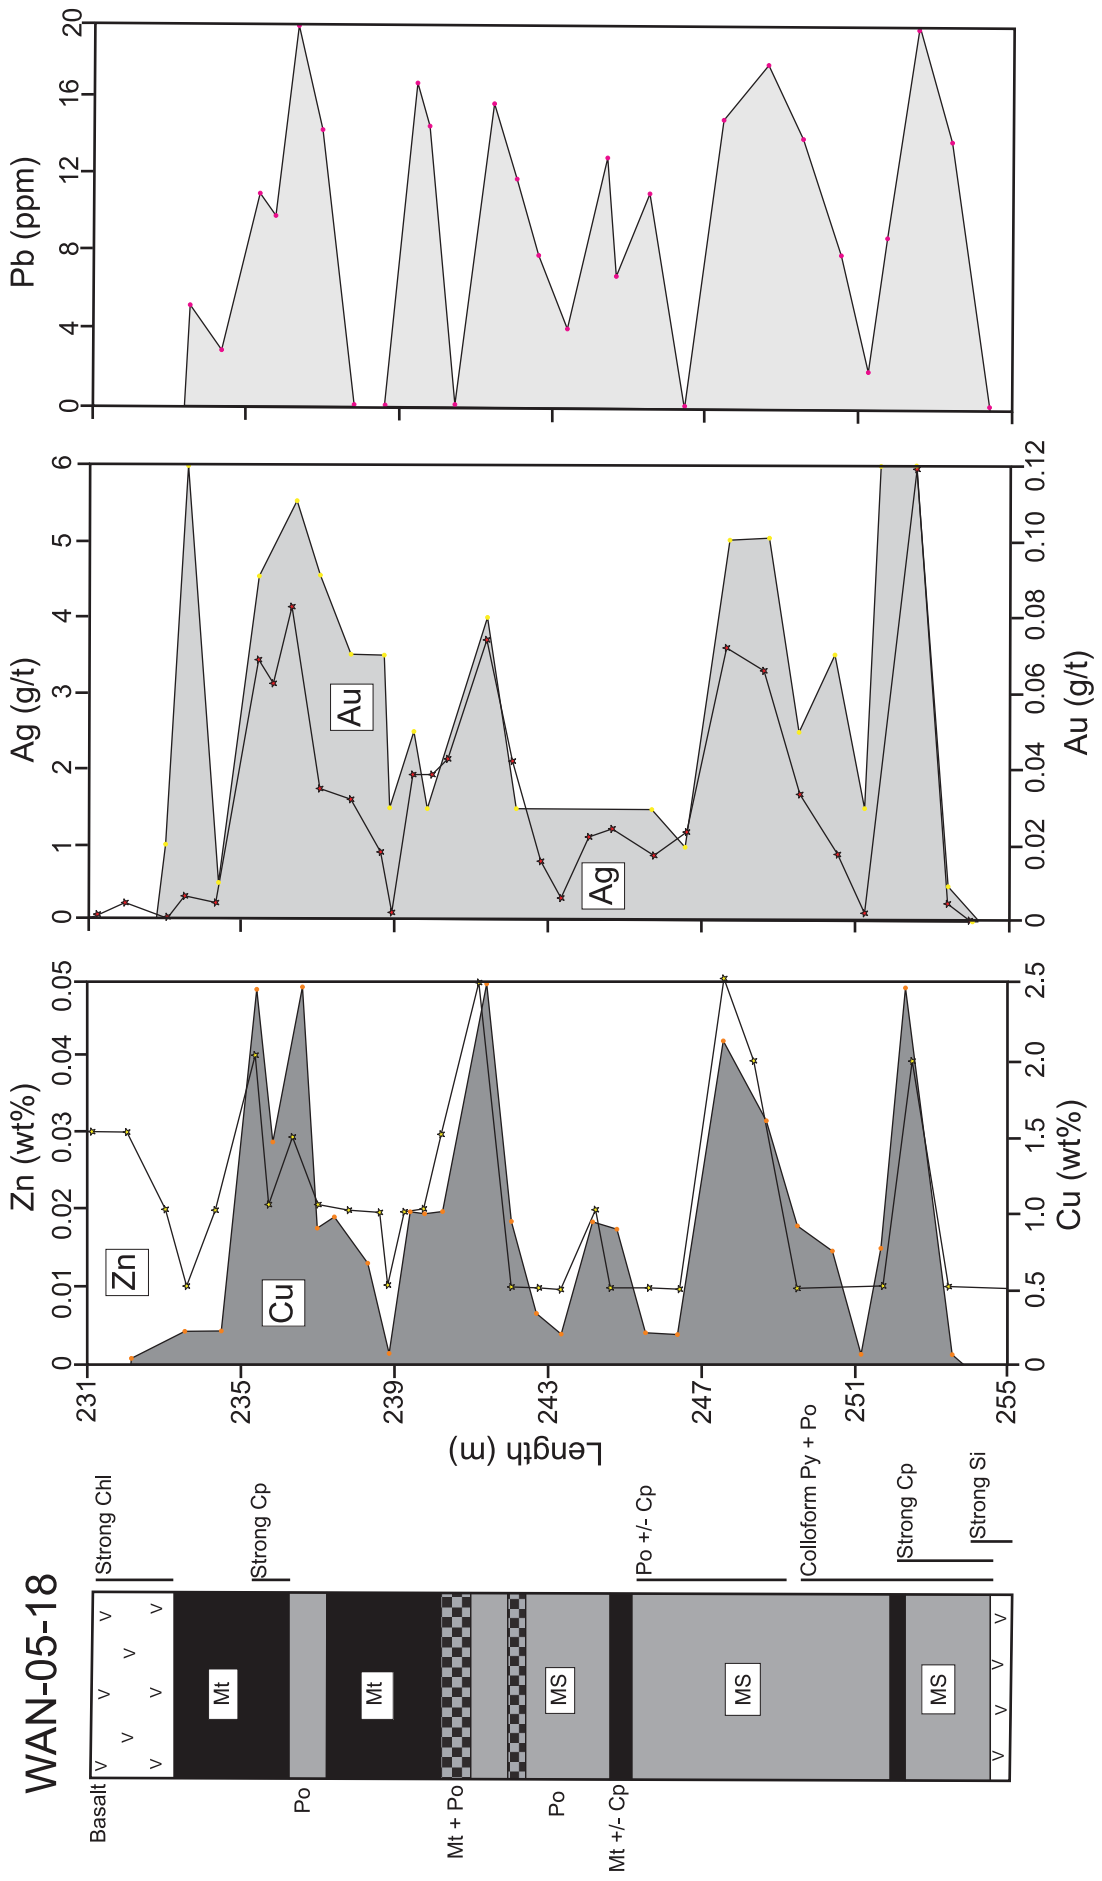 WAN-05-18
Pb (ppm)
0
4
8
12
16
20
Ag (g/t)
0
1
2
3
4
5
6
Au
Ag
Au (g/t)
0
0.02
0.04
0.06
0.08
0.10
0.12
Zn (wt%)
0
0.01
0.02
0.03
0.04
0.05
Zn
Cu
Cu (wt%)
0
0.5
1.0
1.5
2.0
2.5
231
235
239
243
247
251
255
Length (m)
Strong Chl
Strong Cp
Po +/- Cp
Colloform Py + Po
Strong Cp
Strong Si
v v v v v v v v v
Mt
Mt
MS
MS
MS
v v v v
Basalt
Po
Mt + Po
Po
Mt +/- Cp